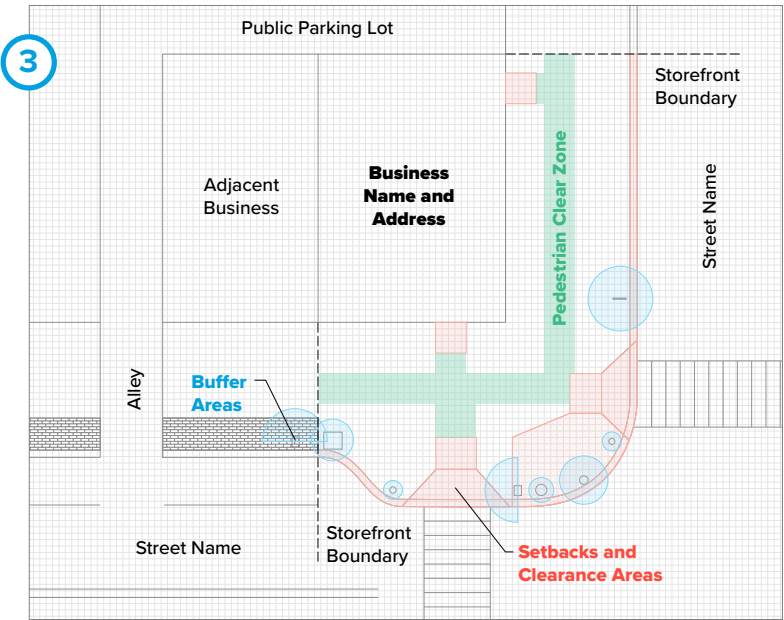 3
Public Parking Lot
Storefront
Boundary
Adjacent
Business
Business
Name and
Address
Pedestrian Clear Zone
Street Name
Alley
Buffer
Areas
Street Name
Storefront
Boundary
Setbacks and
Clearance Areas